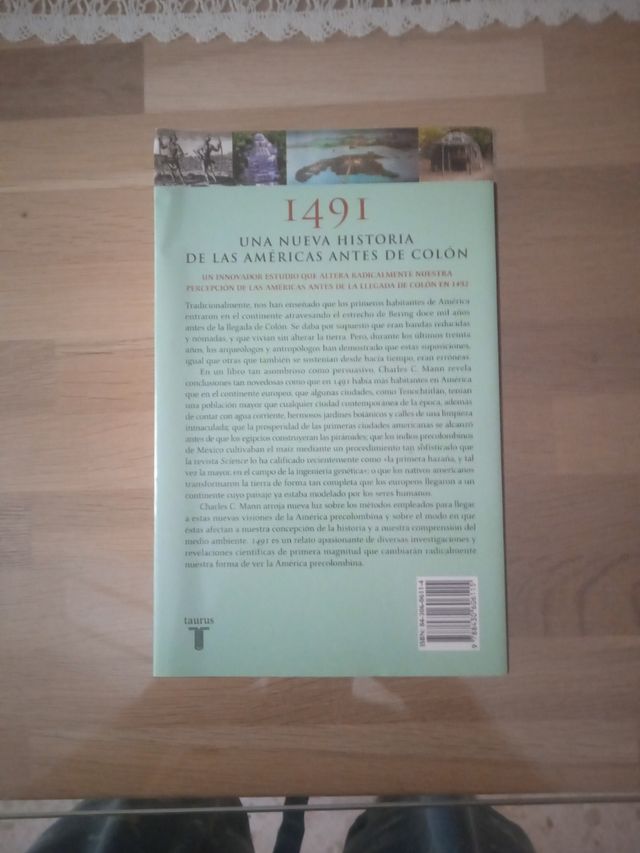 1491
UNA NUEVA HISTORIA
DE LAS AMÉRICAS ANTES DE COLÓN
UN INNOVADOR ESTUDIO QUE ALTERA RADICALMENTE NUESTRA
PERCEPCIÓN DE LAS AMÉRICAS ANTES DE LA LLEGADA DE COLÓN EN 1492
Tradicionalmente, nos han enseñado que los primeros habitantes de América
entraron en el continente atravesando el estrecho de Bering doce mil años
antes de la llegada de Colón. Se daba por supuesto que eran bandas reducidas
y nómadas, y que vivían sin alterar la tierra. Pero, durante los últimos treinta
años, los arqueólogos y antropólogos han demostrado que estas suposiciones,
igual que otras que también se sostenían desde hacía tiempo, eran erróneas.
En un libro tan asombroso como persuasivo, Charles C. Mann revela
conclusiones tan novedosas como que en 1491 había más habitantes en América
que en el continente europeo; que algunas ciudades, como Tenochtitlan, tenían
una población mayor que cualquier ciudad contemporánea de la época, además
de contar con agua corriente, hermosos jardines botánicos y calles de una limpieza
inmaculada; que la prosperidad de las primeras ciudades americanas se alcanzó
antes de que los egipcios construyeran las pirámides; que los indios precolombinos
de México cultivaban el maíz mediante un procedimiento tan sofisticado que
la revista Science lo ha calificado recientemente como «la primera hazaña, y tal
vez la mayor, en el campo de la ingeniería genética»; o que los nativos americanos
transformaron la tierra de forma tan completa que los europeos llegaron a un
continente cuyo paisaje ya estaba modelado por los seres humanos.
Charles C. Mann arroja nueva luz sobre los métodos empleados para llegar
a estas nuevas visiones de la América precolombina y sobre el modo en que
éstas afectan a nuestra concepción de la historia y a nuestra comprensión del
medio ambiente. 1491 es un relato apasionante de diversas investigaciones y
revelaciones científicas de primera magnitud que cambiarán radicalmente
nuestra forma de ver la América precolombina.
taurus
ISBN: 84-306-0611-4
9 788430 606115